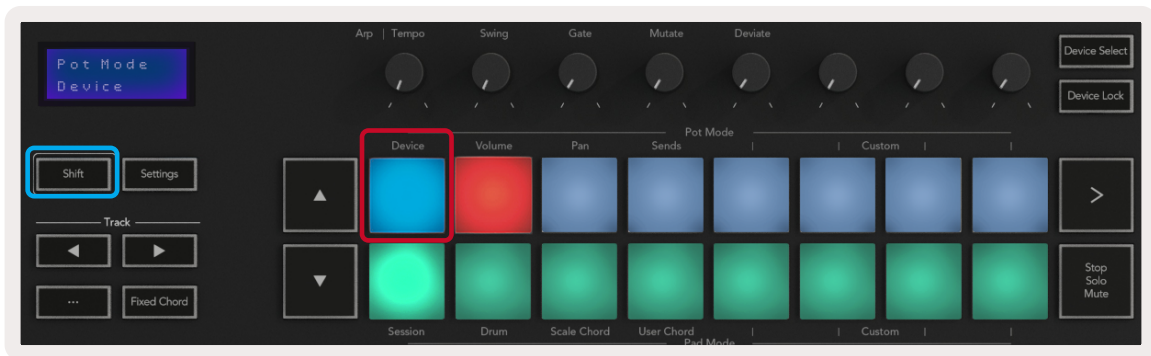 Arp | Tempo Swing Gate Mutate Deviate
Pot Mode
Device
Device Select
Device Lock
Pot Mode
Device Volume Pan Sends Custom
Shift Settings
Track
... Fixed Chord
Stop
Solo
Mute
Session Drum Scale Chord User Chord Custom
Pad Mode